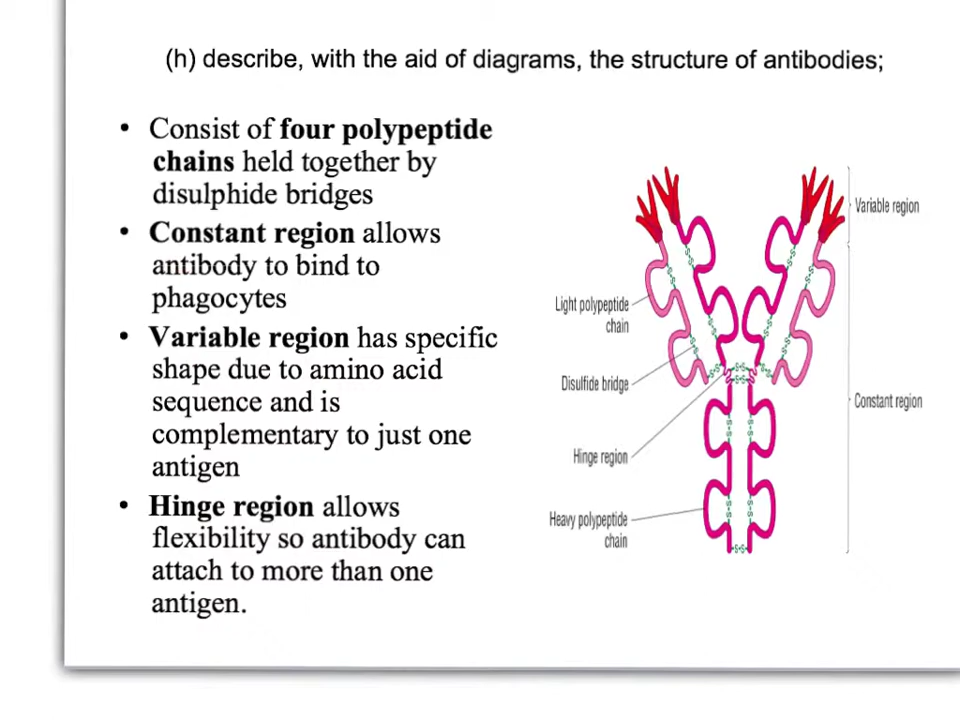 (h) describe, with the aid of diagrams, the structure of antibodies;
• Consist of four polypeptide
chains held together by
disulphide bridges
• Constant region allows
antibody to bind to
phagocytes
• Variable region has specific
shape due to amino acid
sequence and is
complementary to just one
antigen
• Hinge region allows
flexibility so antibody can
attach to more than one
antigen.
Variable region
Light polypeptide
chain
Disulfide bridge
Constant region
Hinge region
Heavy polypeptide
chain